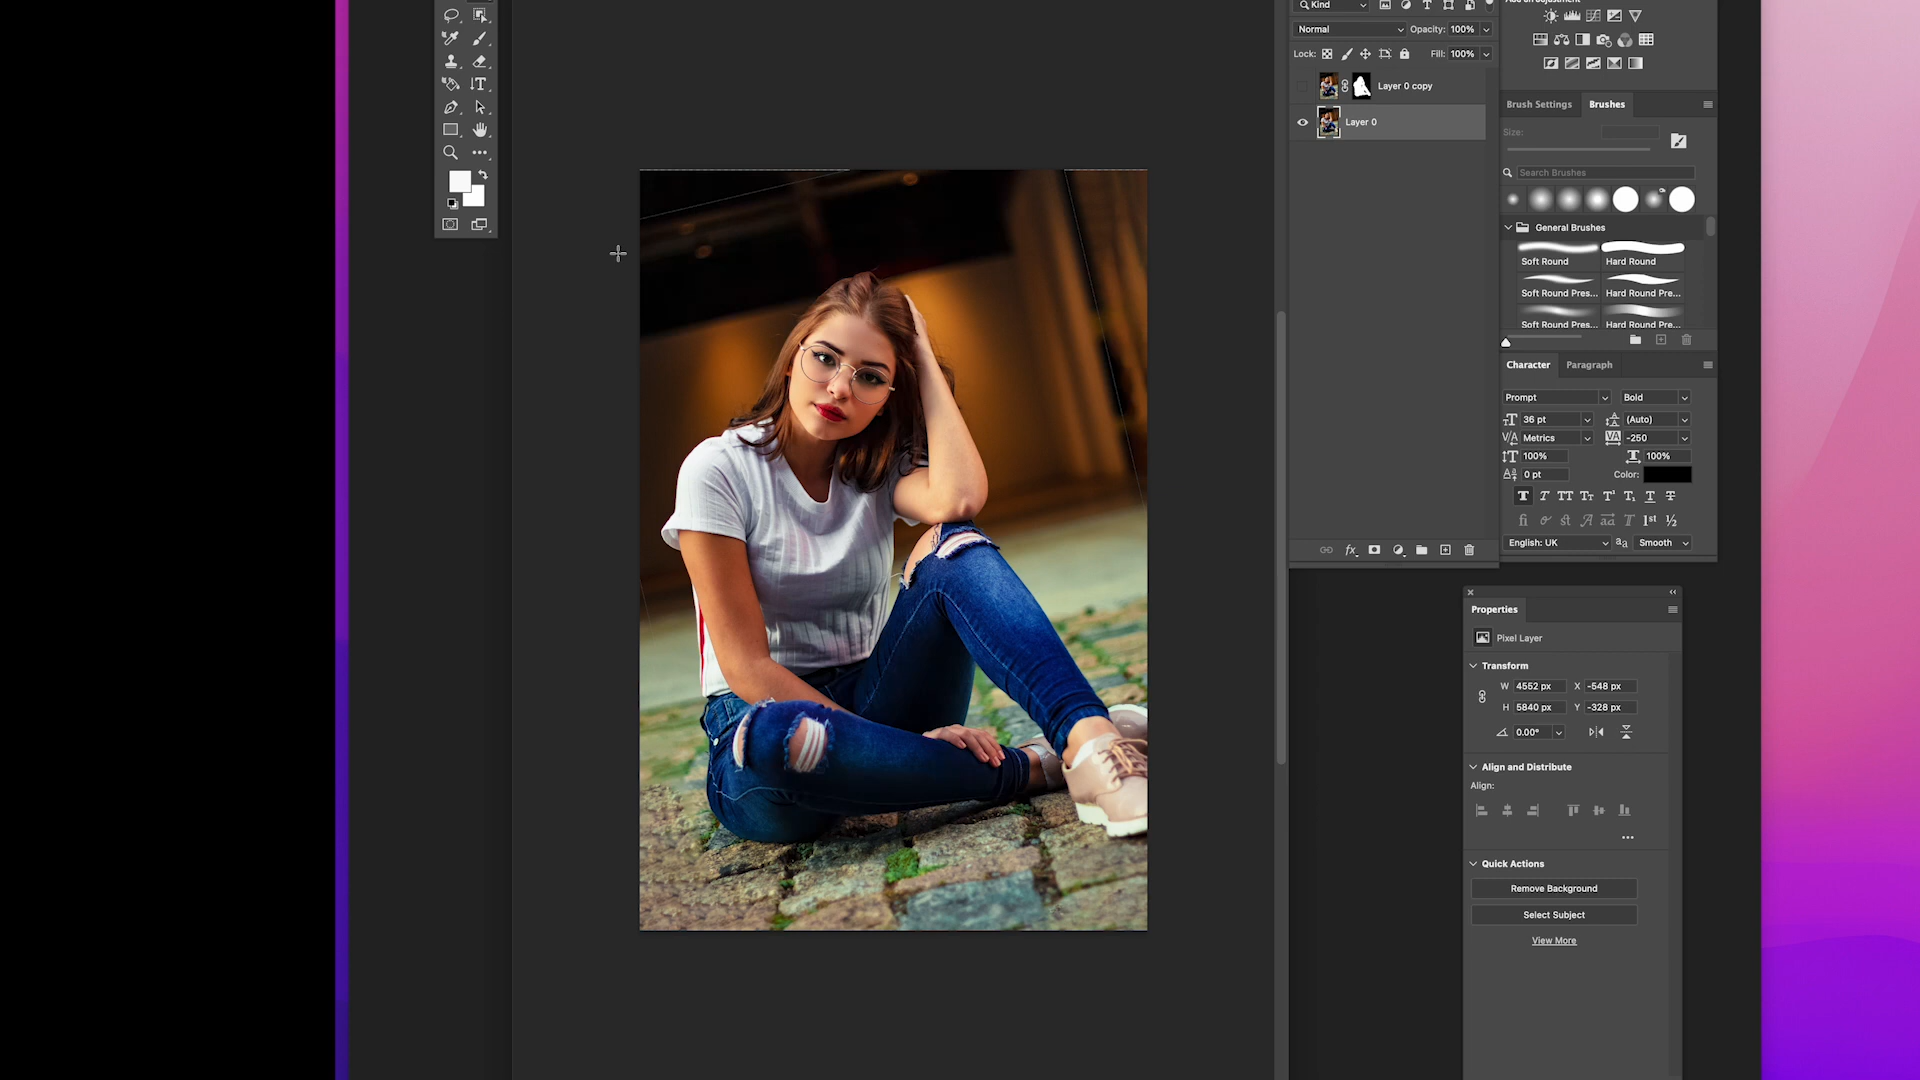 Kind
Normal
Opacity: 100%
Lock:
Fill: 100%
Layer 0 copy
Layer 0
Brush Settings
Brushes
Size:
Search Brushes
General Brushes
Soft Round
Hard Round
Soft Round Pres...
Hard Round Pre...
Soft Round Pres...
Hard Round Pre...
Character
Paragraph
Prompt
Bold
36 pt
(Auto)
Metrics
-250
100%
100%
0 pt
Color:
English: UK
Smooth
Properties
Pixel Layer
Transform
W 4552 px
X -548 px
H 5840 px
Y -328 px
0.00°
Align and Distribute
Align:
Quick Actions
Remove Background
Select Subject
View More